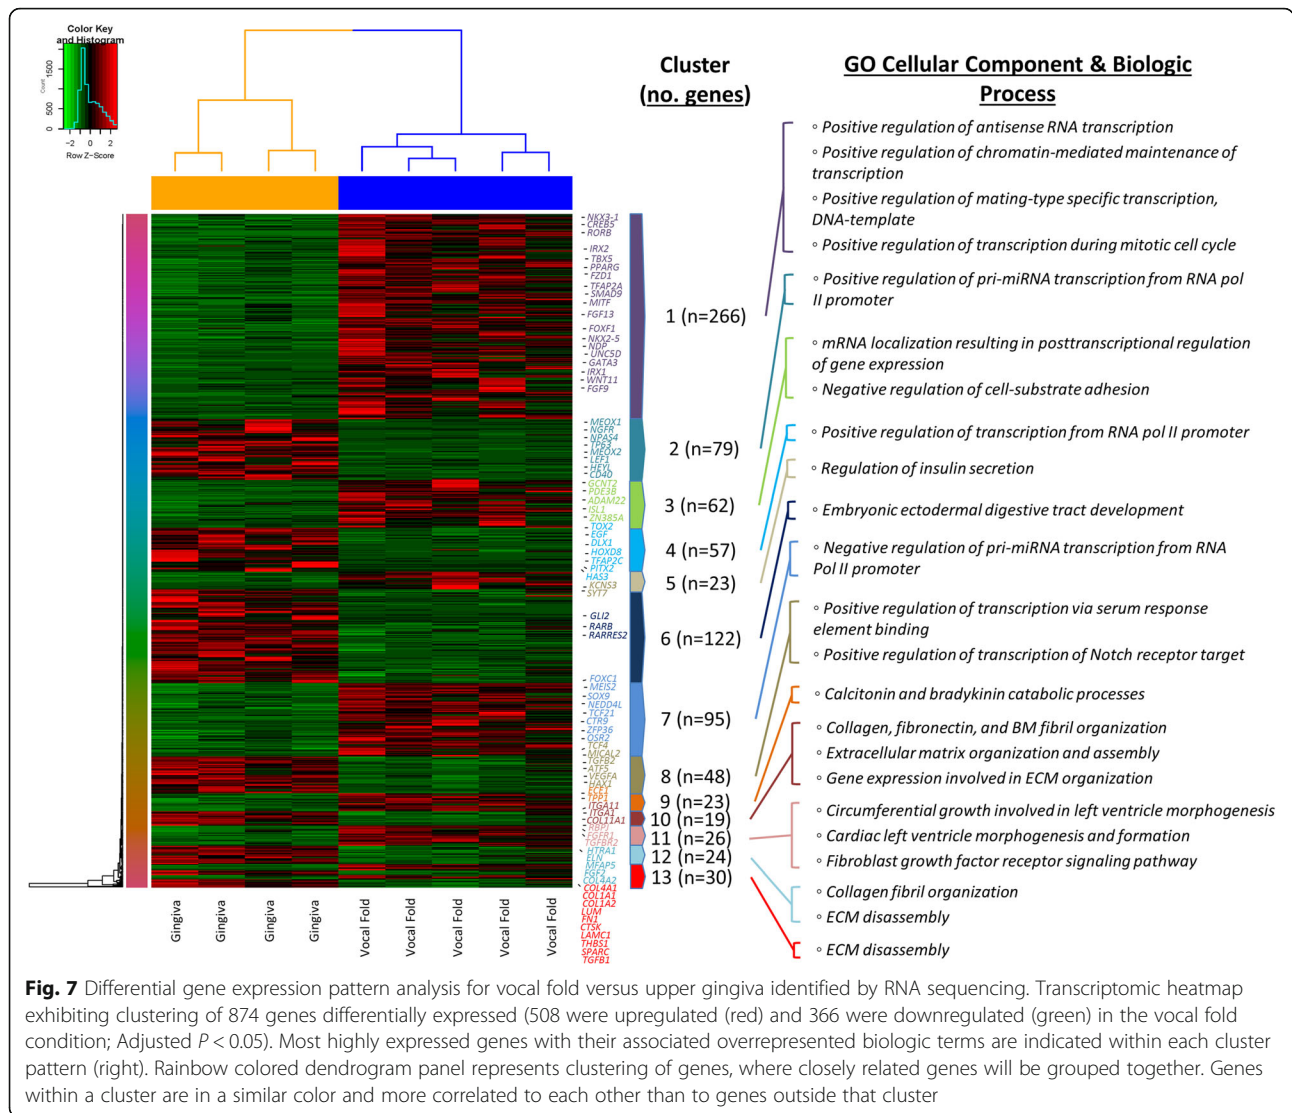 Color Key
and Histogram
Count
0 500 1500
−2 0 2
Row Z-Score
Cluster
(no. genes)
GO Cellular Component & Biologic
Process
NKX3-1
CREB5
RORB
IRX2
TBX5
PPARG
FZD1
TFAP2A
SMAD9
MITF
FGF13
FOXF1
NKX2-5
NDP
UNC5D
GATA3
IRX1
WNT11
FGF9
MEOX1
NGFR
NPAS4
TP63
MEOX2
LEF1
HEYL
CD40
GCNT2
PDE3B
ADAM22
ISL1
ZN385A
TOX2
EGF
DLX1
HOXD8
TFAP2C
PITX2
HAS3
KCNS3
SYT7
GLI2
RARB
RARRES2
FOXC1
MEIS2
SOX9
NEDD4L
TCF21
CTR9
ZFP36
OSR2
TCF4
MICAL2
TGFB2
ATF5
VEGFA
HAX1
ECE1
TPP1
ITGA11
ITGA1
COL11A1
RBPJ
FGFR1
TGFBR2
HTRA1
ELN
MFAP5
FGF2
COL4A2
COL4A1
COL1A1
COL1A2
LUM
FN1
CTSK
LAMC1
THBS1
SPARC
TGFB1
1 (n=266)
2 (n=79)
3 (n=62)
4 (n=57)
5 (n=23)
6 (n=122)
7 (n=95)
8 (n=48)
9 (n=23)
10 (n=19)
11 (n=26)
12 (n=24)
13 (n=30)
◦ Positive regulation of antisense RNA transcription
◦ Positive regulation of chromatin-mediated maintenance of
transcription
◦ Positive regulation of mating-type specific transcription,
DNA-template
◦ Positive regulation of transcription during mitotic cell cycle
◦ Positive regulation of pri-miRNA transcription from RNA pol
II promoter
◦ mRNA localization resulting in posttranscriptional regulation
of gene expression
◦ Negative regulation of cell-substrate adhesion
◦ Positive regulation of transcription from RNA pol II promoter
◦ Regulation of insulin secretion
◦ Embryonic ectodermal digestive tract development
◦ Negative regulation of pri-miRNA transcription from RNA
Pol II promoter
◦ Positive regulation of transcription via serum response
element binding
◦ Positive regulation of transcription of Notch receptor target
◦ Calcitonin and bradykinin catabolic processes
◦ Collagen, fibronectin, and BM fibril organization
◦ Extracellular matrix organization and assembly
◦ Gene expression involved in ECM organization
◦ Circumferential growth involved in left ventricle morphogenesis
◦ Cardiac left ventricle morphogenesis and formation
◦ Fibroblast growth factor receptor signaling pathway
◦ Collagen fibril organization
◦ ECM disassembly
◦ ECM disassembly
Gingiva
Gingiva
Gingiva
Gingiva
Vocal Fold
Vocal Fold
Vocal Fold
Vocal Fold
Vocal Fold
Fig. 7 Differential gene expression pattern analysis for vocal fold versus upper gingiva identified by RNA sequencing. Transcriptomic heatmap
exhibiting clustering of 874 genes differentially expressed (508 were upregulated (red) and 366 were downregulated (green) in the vocal fold
condition; Adjusted P < 0.05). Most highly expressed genes with their associated overrepresented biologic terms are indicated within each cluster
pattern (right). Rainbow colored dendrogram panel represents clustering of genes, where closely related genes will be grouped together. Genes
within a cluster are in a similar color and more correlated to each other than to genes outside that cluster